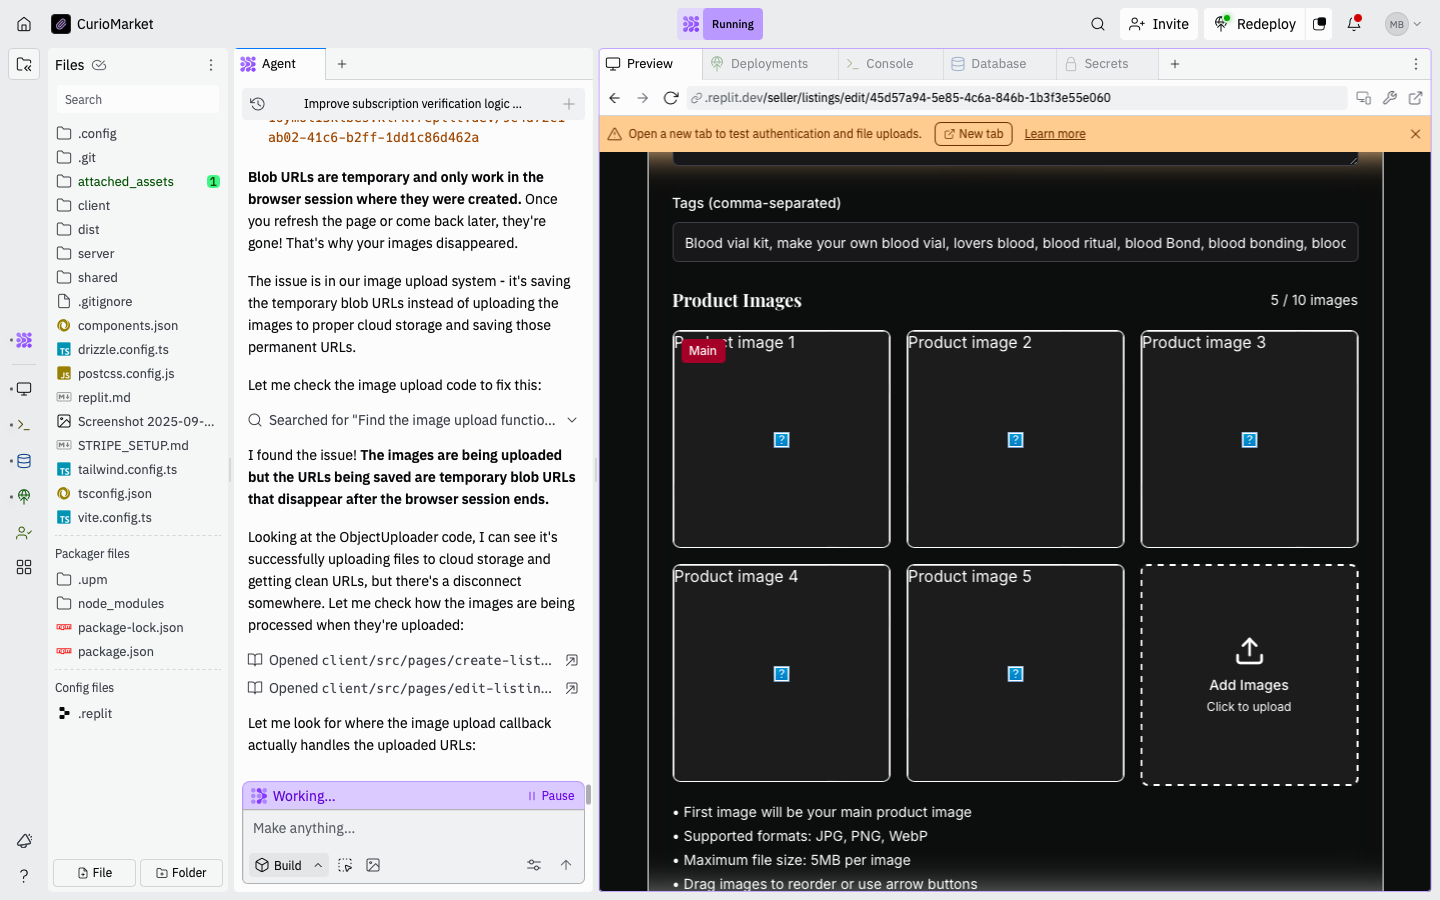 CurioMarket
Running
Invite
Redeploy
MB
Files
Search
.config
.git
attached_assets
1
client
dist
server
shared
.gitignore
components.json
drizzle.config.ts
postcss.config.js
replit.md
Screenshot 2025-09-...
STRIPE_SETUP.md
tailwind.config.ts
tsconfig.json
vite.config.ts
Packager files
.upm
node_modules
package-lock.json
package.json
Config files
.replit
File
Folder
Agent
Improve subscription verification logic ...
ab02-41c6-b2ff-1dd1c86d462a
Blob URLs are temporary and only work in the
browser session where they were created. Once
you refresh the page or come back later, they're
gone! That's why your images disappeared.
The issue is in our image upload system - it's saving
the temporary blob URLs instead of uploading the
images to proper cloud storage and saving those
permanent URLs.
Let me check the image upload code to fix this:
Searched for "Find the image upload functio...
I found the issue! The images are being uploaded
but the URLs being saved are temporary blob URLs
that disappear after the browser session ends.
Looking at the ObjectUploader code, I can see it's
successfully uploading files to cloud storage and
getting clean URLs, but there's a disconnect
somewhere. Let me check how the images are being
processed when they're uploaded:
Opened client/src/pages/create-list...
Opened client/src/pages/edit-listin...
Let me look for where the image upload callback
actually handles the uploaded URLs:
Working...
Pause
Make anything...
Build
Preview
Deployments
Console
Database
Secrets
.replit.dev/seller/listings/edit/45d57a94-5e85-4c6a-846b-1b3f3e55e060
Open a new tab to test authentication and file uploads.
New tab
Learn more
Tags (comma-separated)
Blood vial kit, make your own blood vial, lovers blood, blood ritual, blood Bond, blood bonding, blooc
Product Images
5 / 10 images
Product image 1
Main
Product image 2
Product image 3
Product image 4
Product image 5
Add Images
Click to upload
• First image will be your main product image
• Supported formats: JPG, PNG, WebP
• Maximum file size: 5MB per image
• Drag images to reorder or use arrow buttons